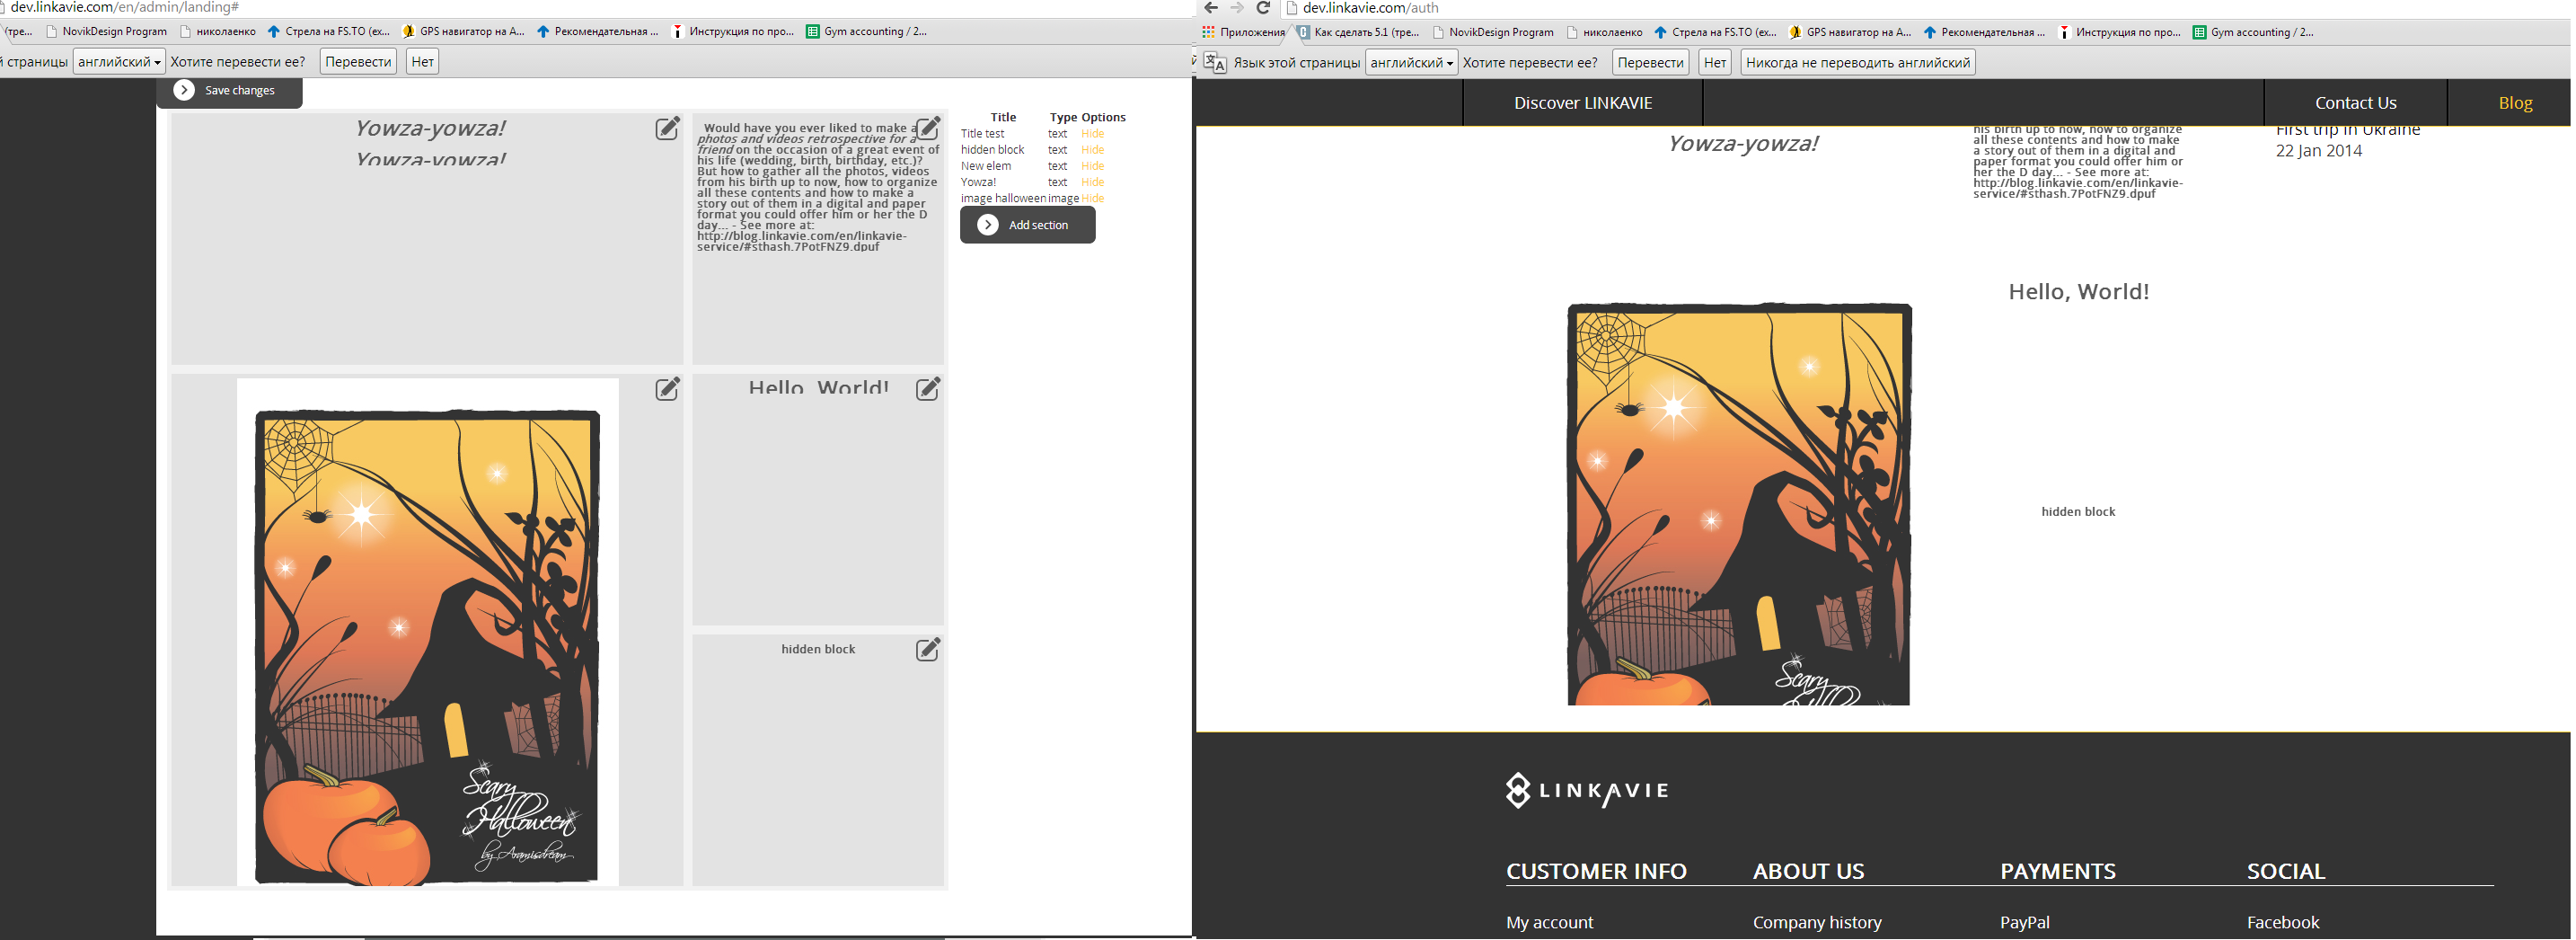 dev.linkavie.com/en/admin/landing#
(тре...
NovikDesign Program
николаенко
Стрела на FS.TO (ex...
GPS навигатор на А...
Рекомендательная ...
Инструкция по про...
Gym accounting / 2...
й страницы
английский
Хотите перевести ее?
Перевести
Нет
Save changes
Yowza-yowza!
Yowza-yowza!
Would have you ever liked to make a
photos and videos retrospective for a
friend on the occasion of a great event of
his life (wedding, birth, birthday, etc.)?
But how to gather all the photos, videos
from his birth up to now, how to organize
all these contents and how to make a
story out of them in a digital and paper
format you could offer him or her the D
day... - See more at:
http://blog.linkavie.com/en/linkavie-
service/#sthash.7PotFNZ9.dpuf
Title Type Options
Title test text Hide
hidden block text Hide
New elem text Hide
Yowza! text Hide
image halloween image Hide
Add section
Hello, World!
hidden block
Scary
Halloween
by Aramisdream
dev.linkavie.com/auth
Приложения
Как сделать 5.1 (тре...
NovikDesign Program
николаенко
Стрела на FS.TO (ex...
GPS навигатор на А...
Рекомендательная ...
Инструкция по про...
Gym accounting / 2...
Язык этой страницы
английский
Хотите перевести ее?
Перевести
Нет
Никогда не переводить английский
Discover LINKAVIE
Contact Us
Blog
Yowza-yowza!
his birth up to now, how to organize
all these contents and how to make
a story out of them in a digital and
paper format you could offer him or
her the D day... - See more at:
http://blog.linkavie.com/en/linkavie-
service/#sthash.7PotFNZ9.dpuf
First trip in Ukraine
22 Jan 2014
Hello, World!
hidden block
Scary
LINKAVIE
CUSTOMER INFO
ABOUT US
PAYMENTS
SOCIAL
My account
Company history
PayPal
Facebook